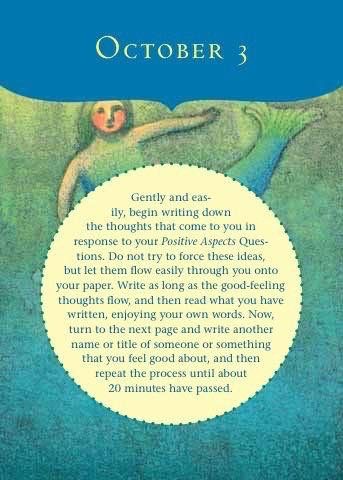 October 3
Gently and eas-
ily, begin writing down
the thoughts that come to you in
response to your Positive Aspects Ques-
tions. Do not try to force these ideas,
but let them flow easily through you onto
your paper. Write as long as the good-feeling
thoughts flow, and then read what you have
written, enjoying your own words. Now,
turn to the next page and write another
name or title of someone or something
that you feel good about, and then
repeat the process until about
20 minutes have passed.